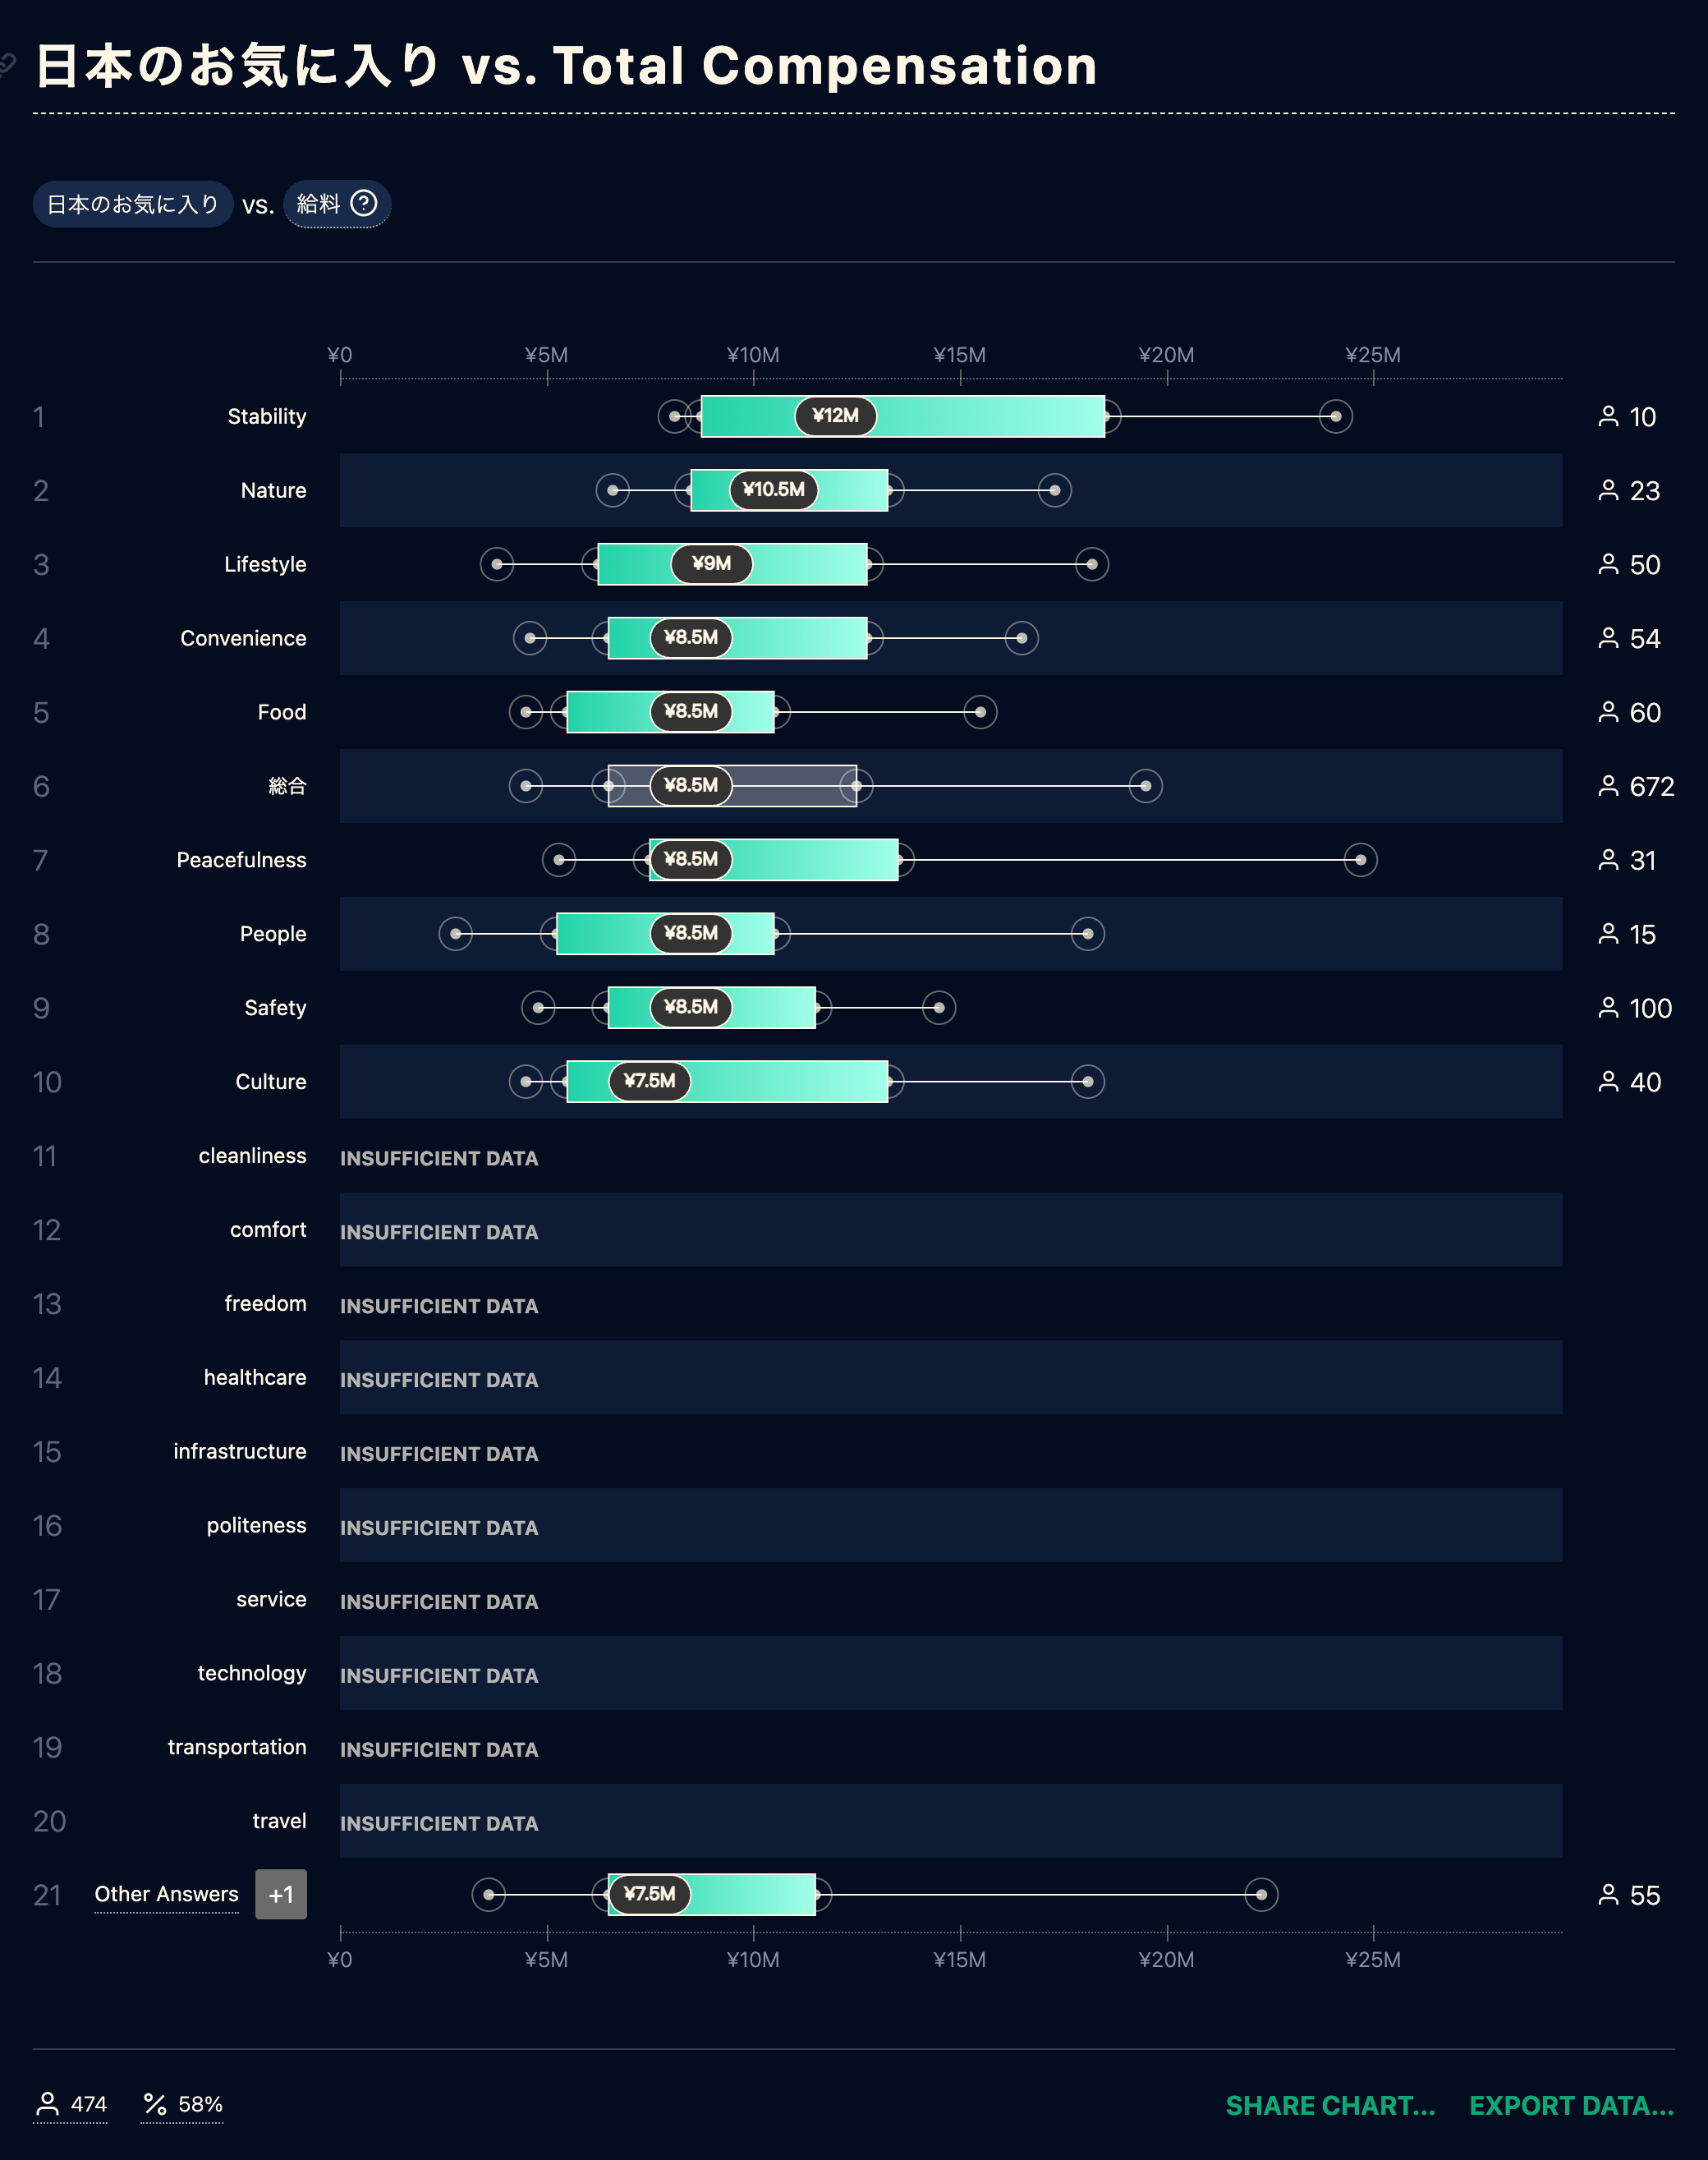 日本のお気に入り vs. Total Compensation
日本のお気に入り vs. 給料 ?
¥0 ¥5M ¥10M ¥15M ¥20M ¥25M
1 Stability ¥12M 10
2 Nature ¥10.5M 23
3 Lifestyle ¥9M 50
4 Convenience ¥8.5M 54
5 Food ¥8.5M 60
6 総合 ¥8.5M 672
7 Peacefulness ¥8.5M 31
8 People ¥8.5M 15
9 Safety ¥8.5M 100
10 Culture ¥7.5M 40
11 cleanliness INSUFFICIENT DATA
12 comfort INSUFFICIENT DATA
13 freedom INSUFFICIENT DATA
14 healthcare INSUFFICIENT DATA
15 infrastructure INSUFFICIENT DATA
16 politeness INSUFFICIENT DATA
17 service INSUFFICIENT DATA
18 technology INSUFFICIENT DATA
19 transportation INSUFFICIENT DATA
20 travel INSUFFICIENT DATA
21 Other Answers +1 ¥7.5M 55
¥0 ¥5M ¥10M ¥15M ¥20M ¥25M
474 % 58% SHARE CHART... EXPORT DATA...